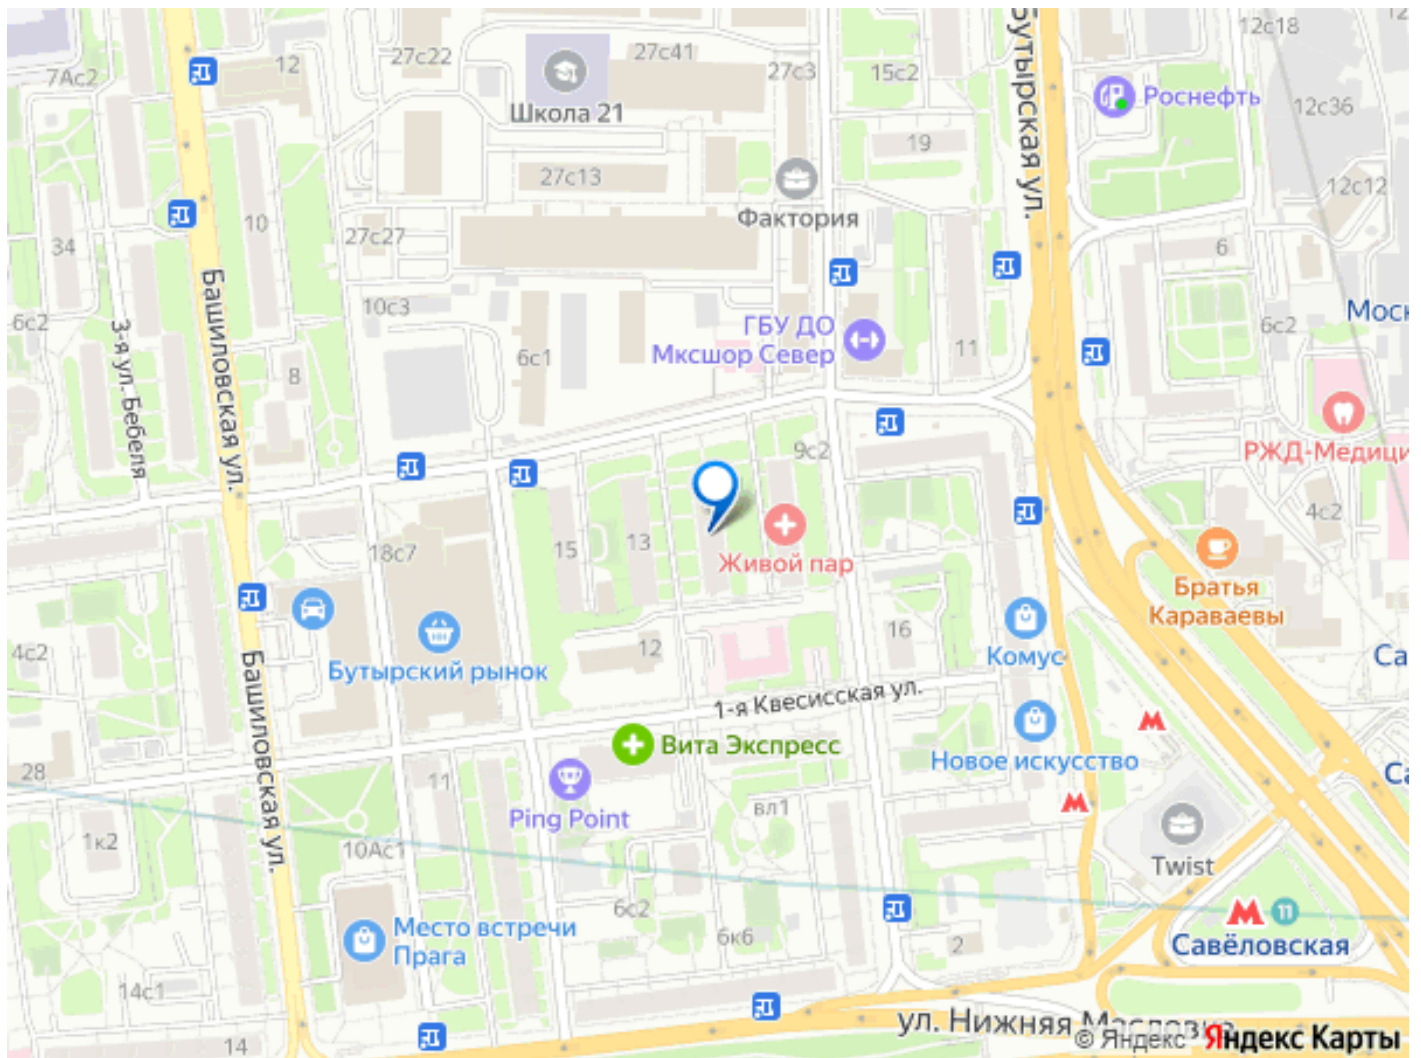 12с18
27с22
27с41
12
27с3
15с2
7Ас2
Школа 21
Бутырская ул.
Роснефть
12с36
19
27с13
12с12
Фактория
10
34
27с27
6
10с3
Моск
6с2
6с2
ГБУ ДО
Мксшор Север
3-я ул. Бебеля
Башиловская ул.
6с1
11
8
9с2
РЖД-Медици
4с2
15
13
18с7
Живой пар
Братья
Караваевы
16
4с2
12
Комус
Са
Бутырский рынок
Башиловская ул.
1-я Квесисская ул.
Вита Экспресс
Новое искусство
28
11
Са
Ping Point
вл1
1к2
10Ас1
Twist
6с2
11
Место встречи
Прага
6к6
2
Савёловская
14с1
ул. Нижняя Масловка
© Яндекс Яндекс Карты
14